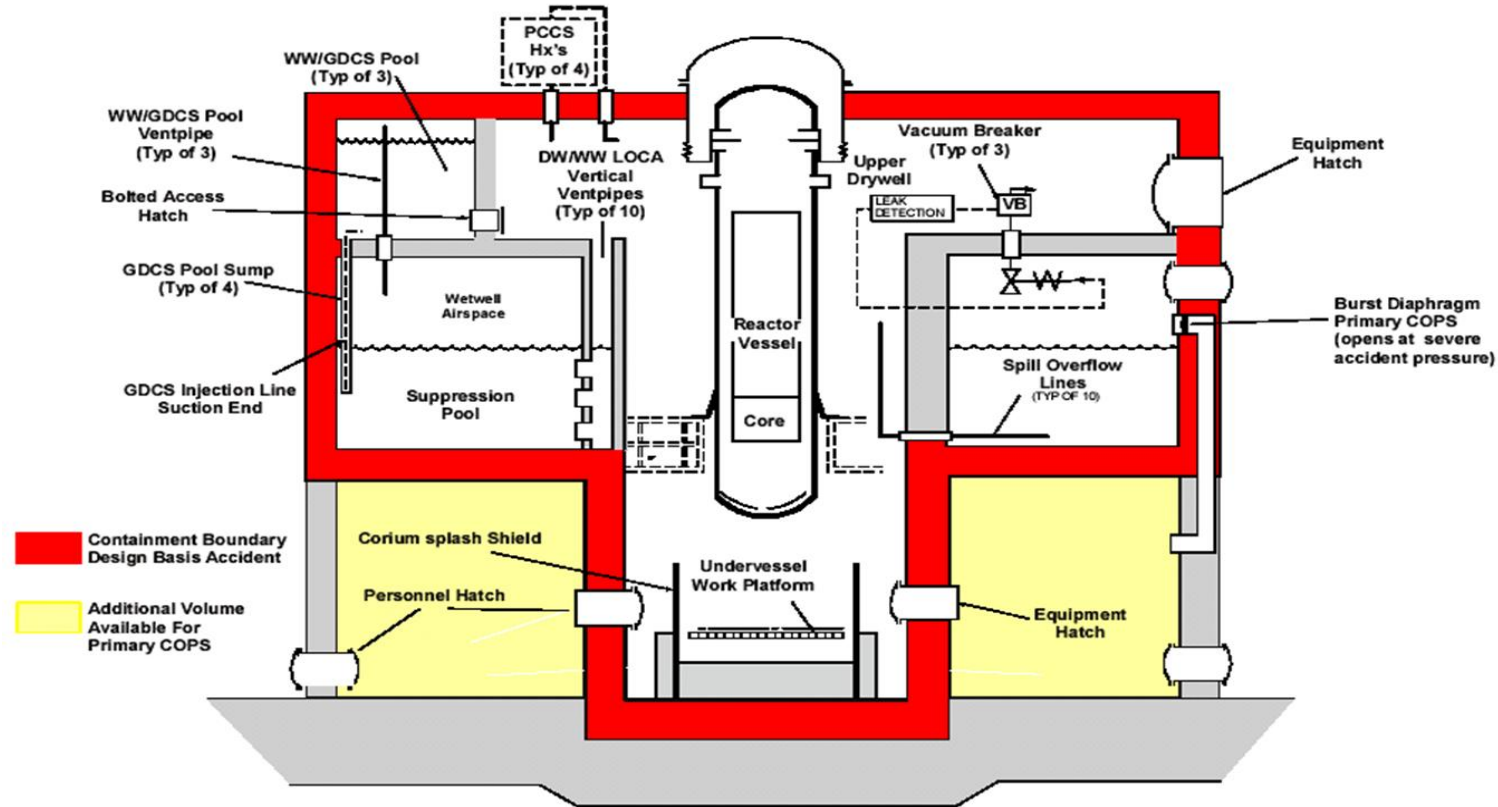 PCCS
Hx's
(Typ of 4)
WW/GDCS Pool
(Typ of 3)
WW/GDCS Pool
Ventpipe
(Typ of 3)
Bolted Access
Hatch
GDCS Pool Sump
(Typ of 4)
GDCS Injection Line
Suction End
DW/WW LOCA
Vertical
Ventpipes
(Typ of 10)
Wetwell
Airspace
Suppression
Pool
Reactor
Vessel
Core
Vacuum Breaker
(Typ of 3)
Upper
Drywell
LEAK
DETECTION
VB
Equipment
Hatch
Burst Diaphragm
Primary COPS
(opens at severe
accident pressure)
Spill Overflow
Lines
(TYP OF 10)
Containment Boundary
Design Basis Accident
Additional Volume
Available For
Primary COPS
Corium splash Shield
Personnel Hatch
Undervessel
Work Platform
Equipment
Hatch